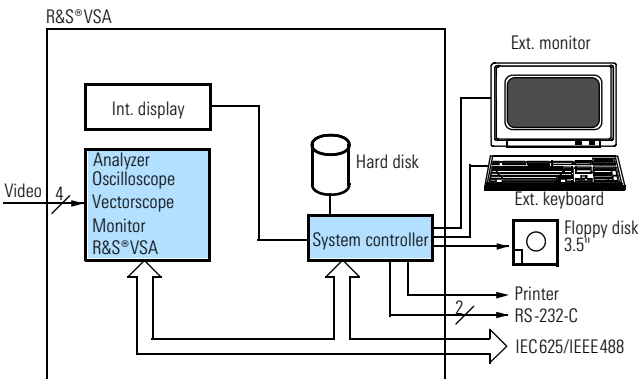 R&S®VSA
Ext. monitor
Int. display
Hard disk
Analyzer
Oscilloscope
Vectorscope
Monitor
R&S®VSA
Video
4
Ext. keyboard
System controller
Floppy disk
3.5"
Printer
2
RS-232-C
IEC625/IEEE488